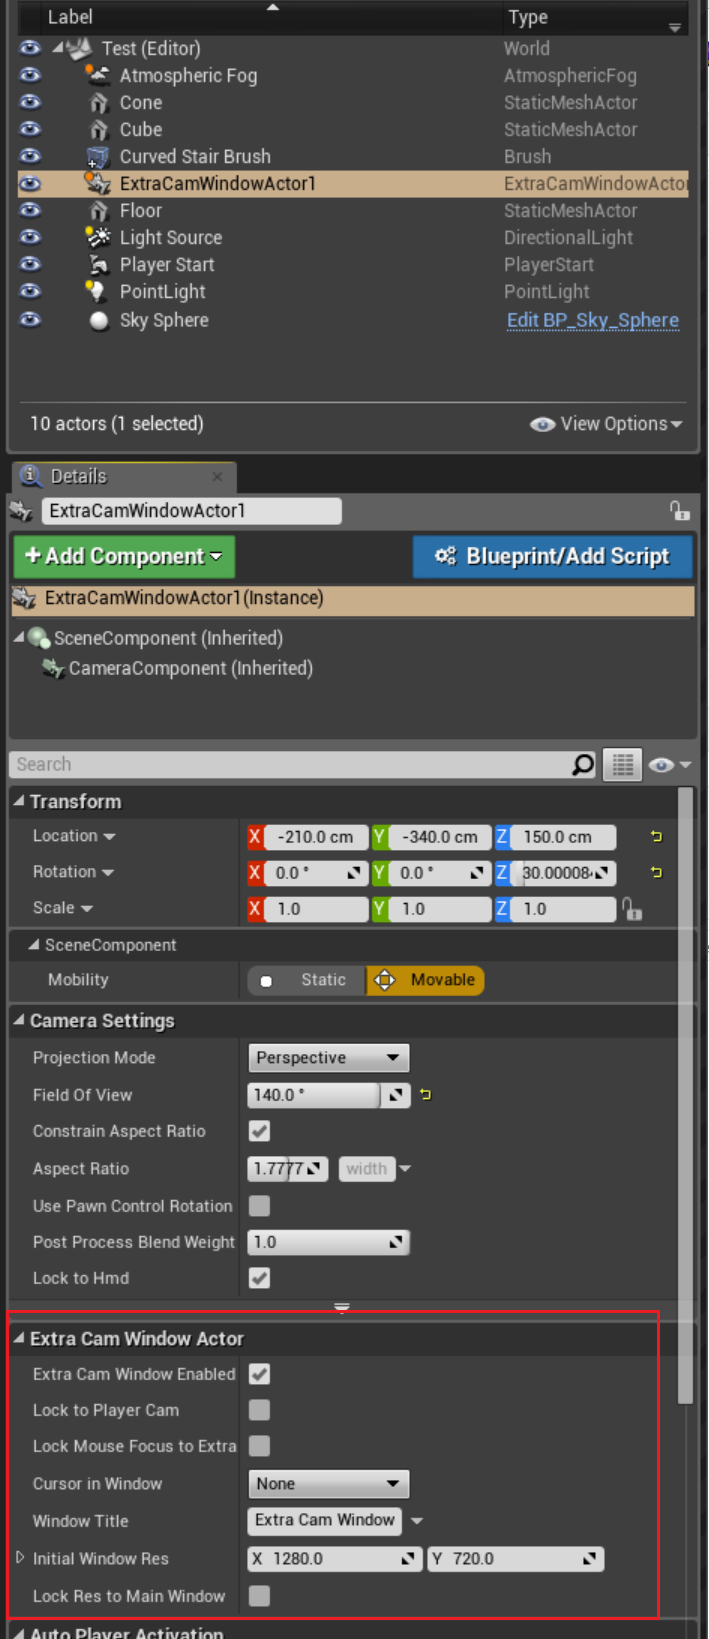 Label Type
Test (Editor) World
Atmospheric Fog AtmosphericFog
Cone StaticMeshActor
Cube StaticMeshActor
Curved Stair Brush Brush
ExtraCamWindowActor1 ExtraCamWindowActo
Floor StaticMeshActor
Light Source DirectionalLight
Player Start PlayerStart
PointLight PointLight
Sky Sphere Edit BP_Sky_Sphere
10 actors (1 selected) View Options
Details
ExtraCamWindowActor1
+ Add Component Blueprint/Add Script
ExtraCamWindowActor1(Instance)
SceneComponent (Inherited)
CameraComponent (Inherited)
Search
Transform
Location X -210.0 cm Y -340.0 cm Z 150.0 cm
Rotation X 0.0 ° Y 0.0 ° Z 30.00008
Scale X 1.0 Y 1.0 Z 1.0
SceneComponent
Mobility Static Movable
Camera Settings
Projection Mode Perspective
Field Of View 140.0 °
Constrain Aspect Ratio
Aspect Ratio 1.7777 width
Use Pawn Control Rotation
Post Process Blend Weight 1.0
Lock to Hmd
Extra Cam Window Actor
Extra Cam Window Enabled
Lock to Player Cam
Lock Mouse Focus to Extra
Cursor in Window None
Window Title Extra Cam Window
Initial Window Res X 1280.0 Y 720.0
Lock Res to Main Window
Auto Player Activation